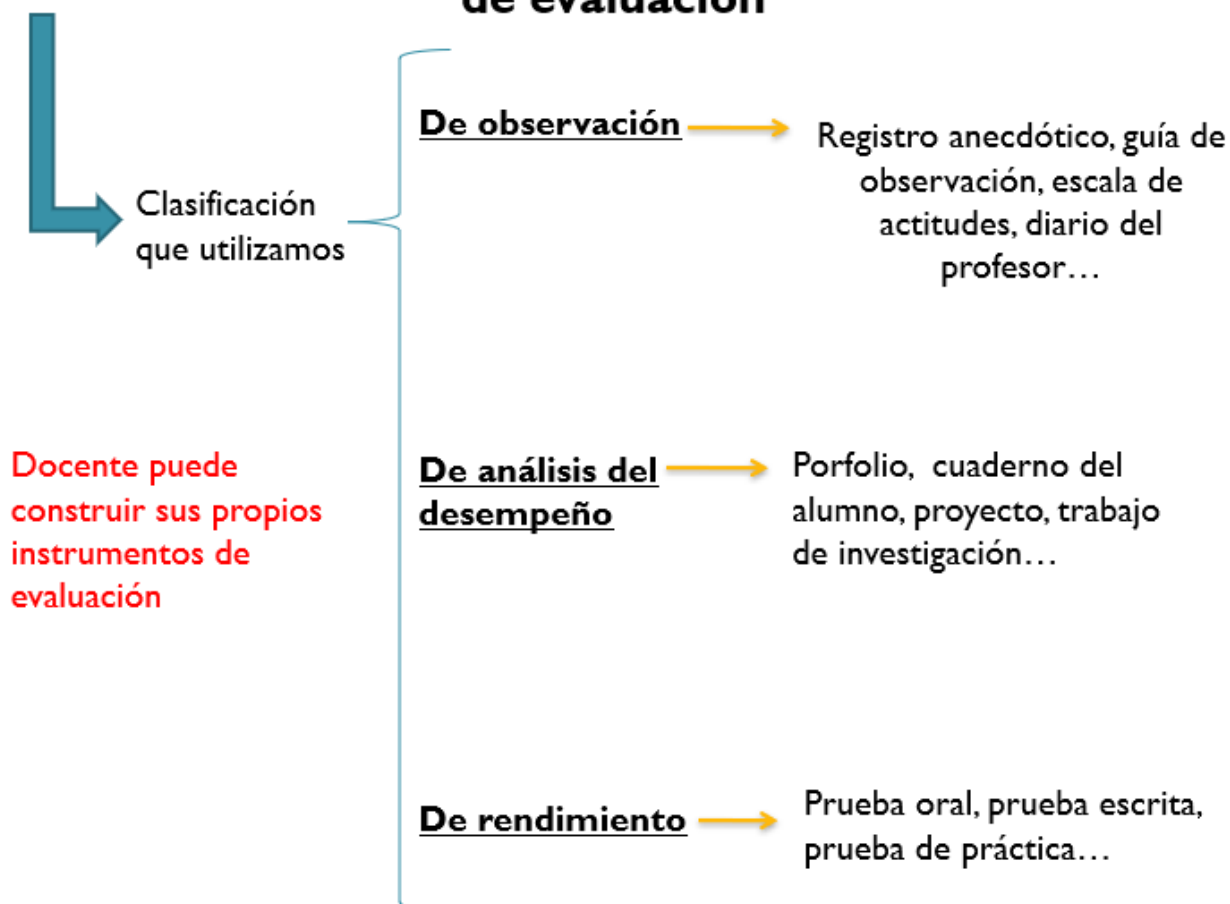 de evaluación
De observación
Registro anecdótico, guía de
observación, escala de
actitudes, diario del
profesor…
Clasificación
que utilizamos
Docente puede
construir sus propios
instrumentos de
evaluación
De análisis del
desempeño
Porfolio, cuaderno del
alumno, proyecto, trabajo
de investigación…
De rendimiento
Prueba oral, prueba escrita,
prueba de práctica…